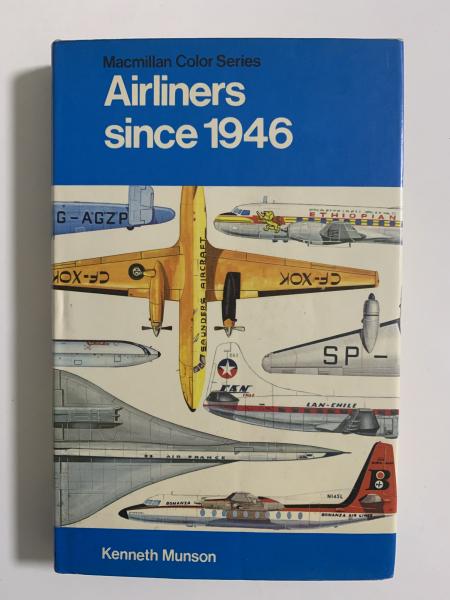 Macmillan Color Series
Airliners
since 1946
G-AGZP
ETHIOPIAN
CF-XOK
SAUNDERS AIRCRAFT
CF-XOK
SP-
LAN
CHILE
LAN-CHILE
AIR FRANCE
N145L
B
BONANZA
BONANZA AIR LINES
Kenneth Munson